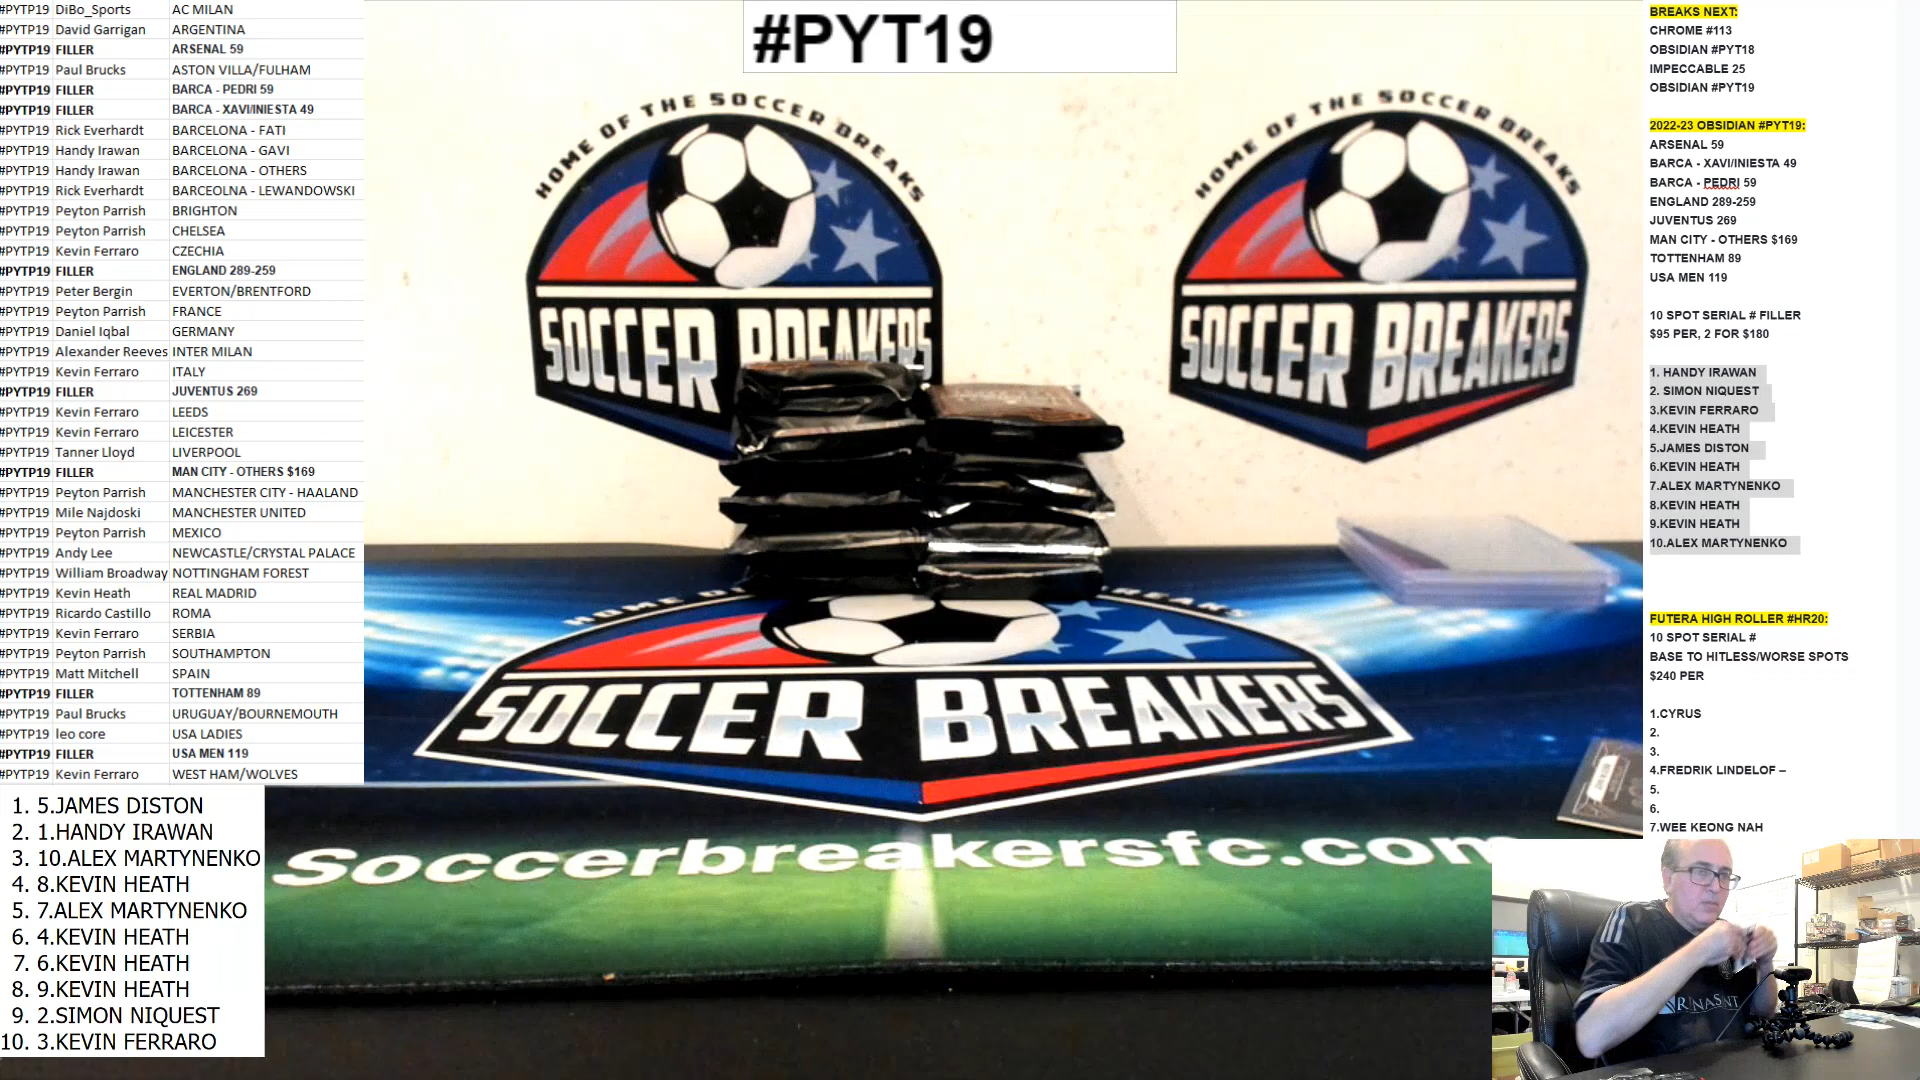 #PYTP19 DiBo_Sports AC MILAN
#PYTP19 David Garrigan ARGENTINA
#PYTP19 FILLER ARSENAL 59
#PYTP19 Paul Brucks ASTON VILLA/FULHAM
#PYTP19 FILLER BARCA - PEDRI 59
#PYTP19 FILLER BARCA - XAVI/INIESTA 49
#PYTP19 Rick Everhardt BARCELONA - FATI
#PYTP19 Handy Irawan BARCELONA - GAVI
#PYTP19 Handy Irawan BARCELONA - OTHERS
#PYTP19 Rick Everhardt BARCEOLNA - LEWANDOWSKI
#PYTP19 Peyton Parrish BRIGHTON
#PYTP19 Peyton Parrish CHELSEA
#PYTP19 Kevin Ferraro CZECHIA
#PYTP19 FILLER ENGLAND 289-259
#PYTP19 Peter Bergin EVERTON/BRENTFORD
#PYTP19 Peyton Parrish FRANCE
#PYTP19 Daniel Iqbal GERMANY
#PYTP19 Alexander Reeves INTER MILAN
#PYTP19 Kevin Ferraro ITALY
#PYTP19 FILLER JUVENTUS 269
#PYTP19 Kevin Ferraro LEEDS
#PYTP19 Kevin Ferraro LEICESTER
#PYTP19 Tanner Lloyd LIVERPOOL
#PYTP19 FILLER MAN CITY - OTHERS $169
#PYTP19 Peyton Parrish MANCHESTER CITY - HAALAND
#PYTP19 Mile Najdoski MANCHESTER UNITED
#PYTP19 Peyton Parrish MEXICO
#PYTP19 Andy Lee NEWCASTLE/CRYSTAL PALACE
#PYTP19 William Broadway NOTTINGHAM FOREST
#PYTP19 Kevin Heath REAL MADRID
#PYTP19 Ricardo Castillo ROMA
#PYTP19 Kevin Ferraro SERBIA
#PYTP19 Peyton Parrish SOUTHAMPTON
#PYTP19 Matt Mitchell SPAIN
#PYTP19 FILLER TOTTENHAM 89
#PYTP19 Paul Brucks URUGUAY/BOURNEMOUTH
#PYTP19 leo core USA LADIES
#PYTP19 FILLER USA MEN 119
#PYTP19 Kevin Ferraro WEST HAM/WOLVES
1. 5.JAMES DISTON
2. 1.HANDY IRAWAN
3. 10.ALEX MARTYNENKO
4. 8.KEVIN HEATH
5. 7.ALEX MARTYNENKO
6. 4.KEVIN HEATH
7. 6.KEVIN HEATH
8. 9.KEVIN HEATH
9. 2.SIMON NIQUEST
10. 3.KEVIN FERRARO
#PYT19
HOME OF THE SOCCER BREAKS
SOCCER BREAKERS
HOME OF THE SOCCER BREAKS
SOCCER BREAKERS
HOME OF BREAKS
SOCCER BREAKERS
Soccerbreakersfc.com
BREAKS NEXT:
CHROME #113
OBSIDIAN #PYT18
IMPECCABLE 25
OBSIDIAN #PYT19
2022-23 OBSIDIAN #PYT19:
ARSENAL 59
BARCA - XAVI/INIESTA 49
BARCA - PEDRI 59
ENGLAND 289-259
JUVENTUS 269
MAN CITY - OTHERS $169
TOTTENHAM 89
USA MEN 119
10 SPOT SERIAL # FILLER
$95 PER, 2 FOR $180
1. HANDY IRAWAN
2. SIMON NIQUEST
3.KEVIN FERRARO
4.KEVIN HEATH
5.JAMES DISTON
6.KEVIN HEATH
7.ALEX MARTYNENKO
8.KEVIN HEATH
9.KEVIN HEATH
10.ALEX MARTYNENKO
FUTERA HIGH ROLLER #HR20:
10 SPOT SERIAL #
BASE TO HITLESS/WORSE SPOTS
$240 PER
1.CYRUS
2.
3.
4.FREDRIK LINDELOF –
5.
6.
7.WEE KEONG NAH